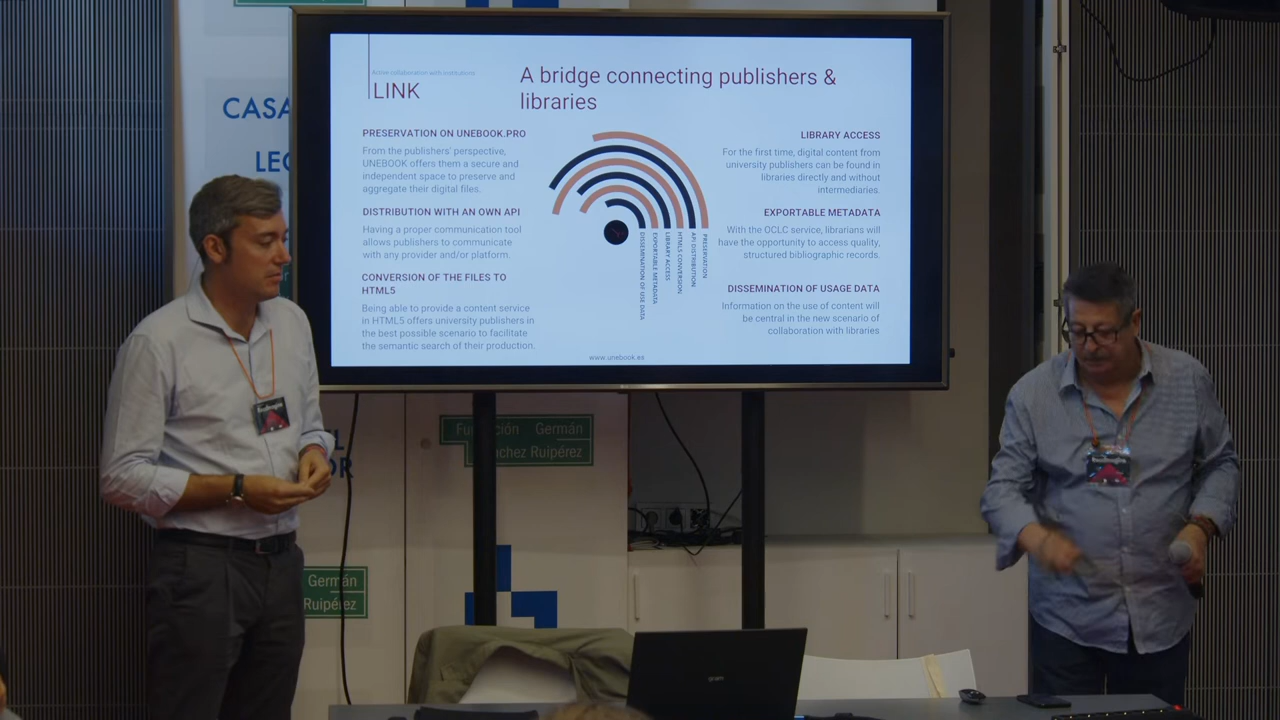 CASA
LEC
Active collaboration with institutions
LINK
A bridge connecting publishers &
libraries
PRESERVATION ON UNEBOOK.PRO
From the publishers' perspective,
UNEBOOK offers them a secure and
independent space to preserve and
aggregate their digital files.
DISTRIBUTION WITH AN OWN API
Having a proper communication tool
allows publishers to communicate
with any provider and/or platform.
CONVERSION OF THE FILES TO
HTML5
Being able to provide a content service
in HTML5 offers university publishers in
the best possible scenario to facilitate
the semantic search of their production.
DISSEMINATION OF USE DATA
EXPORTABLE METADATA
LIBRARY ACCESS
HTML5 CONVERSION
API DISTRIBUTION
PRESERVATION
LIBRARY ACCESS
For the first time, digital content from
university publishers can be found in
libraries directly and without
intermediaries.
EXPORTABLE METADATA
With the OCLC service, librarians will
have the opportunity to access quality,
structured bibliographic records.
DISSEMINATION OF USAGE DATA
Information on the use of content will
be central in the new scenario of
collaboration with libraries
www.unebook.es
EL
OR
Fundación Germán
Sánchez Ruipérez
Germán
Ruipérez
gram